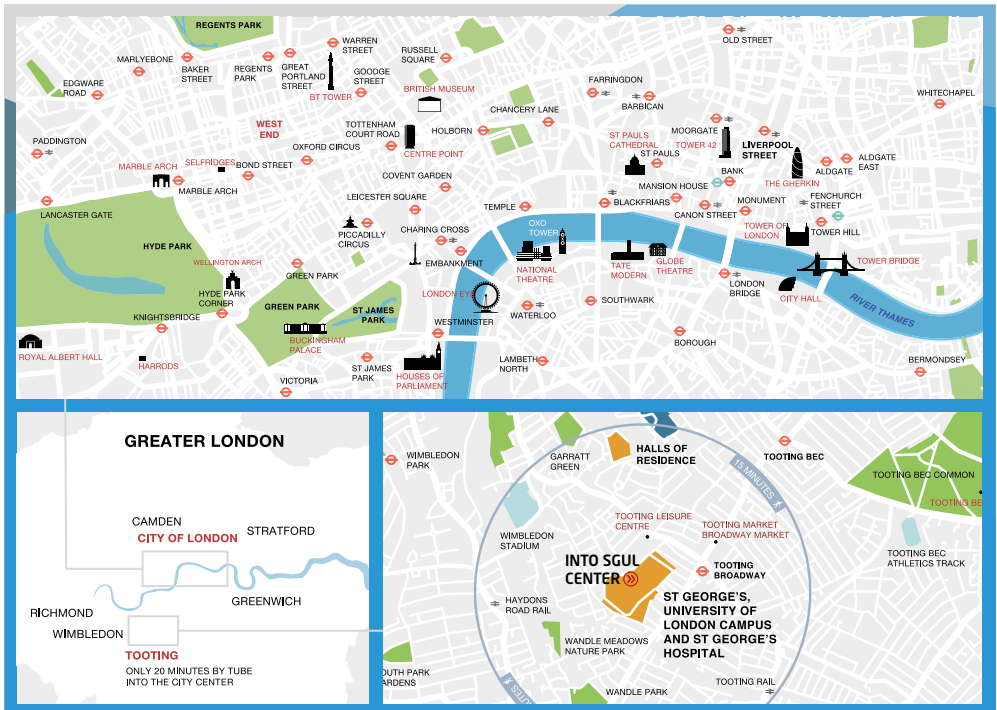 REGENTS PARK
MARLYEBONE
BAKER
STREET
REGENTS
PARK
GREAT
PORTLAND
STREET
WARREN
STREET
GOODGE
STREET
BT TOWER
RUSSELL
SQUARE
BRITISH MUSEUM
OLD STREET
EDGWARE
ROAD
FARRINGDON
BARBICAN
WHITECHAPEL
CHANCERY LANE
WEST
END
TOTTENHAM
COURT ROAD
HOLBORN
CENTRE POINT
PADDINGTON
OXFORD CIRCUS
MARBLE ARCH
SELFRIDGES
BOND STREET
MARBLE ARCH
ST PAULS
CATHEDRAL
ST PAULS
MOORGATE
TOWER 42
LIVERPOOL
STREET
BANK
THE GHERKIN
ALDGATE
ALDGATE
EAST
COVENT GARDEN
LEICESTER SQUARE
MANSION HOUSE
MONUMENT
FENCHURCH
STREET
LANCASTER GATE
TEMPLE
BLACKFRIARS
CANON STREET
PICCADILLY
CIRCUS
CHARING CROSS
OXO
TOWER
TOWER OF
LONDON
TOWER HILL
HYDE PARK
WELLINGTON ARCH
GREEN PARK
EMBANKMENT
NATIONAL
THEATRE
TATE
MODERN
GLOBE
THEATRE
TOWER BRIDGE
HYDE PARK
CORNER
LONDON EYE
LONDON
BRIDGE
CITY HALL
RIVER THAMES
KNIGHTSBRIDGE
GREEN PARK
ST JAMES
PARK
WESTMINSTER
WATERLOO
SOUTHWARK
ROYAL ALBERT HALL
HARRODS
BUCKINGHAM
PALACE
BOROUGH
VICTORIA
ST JAMES
PARK
HOUSES OF
PARLIAMENT
LAMBETH
NORTH
BERMONDSEY
GREATER LONDON
CAMDEN
CITY OF LONDON
STRATFORD
GREENWICH
RICHMOND
WIMBLEDON
TOOTING
ONLY 20 MINUTES BY TUBE
INTO THE CITY CENTER
WIMBLEDON
PARK
GARRATT
GREEN
HALLS OF
RESIDENCE
15 MINUTES
TOOTING BEC
TOOTING BEC COMMON
TOOTING BE
WIMBLEDON
STADIUM
TOOTING LEISURE
CENTRE
TOOTING MARKET
BROADWAY MARKET
TOOTING BEC
ATHLETICS TRACK
INTO SGUL
CENTER
TOOTING
BROADWAY
HAYDONS
ROAD RAIL
ST GEORGE'S,
UNIVERSITY OF
LONDON CAMPUS
AND ST GEORGE'S
HOSPITAL
WANDLE MEADOWS
NATURE PARK
OUTH PARK
ARDENS
WANDLE PARK
TOOTING RAIL
UTES